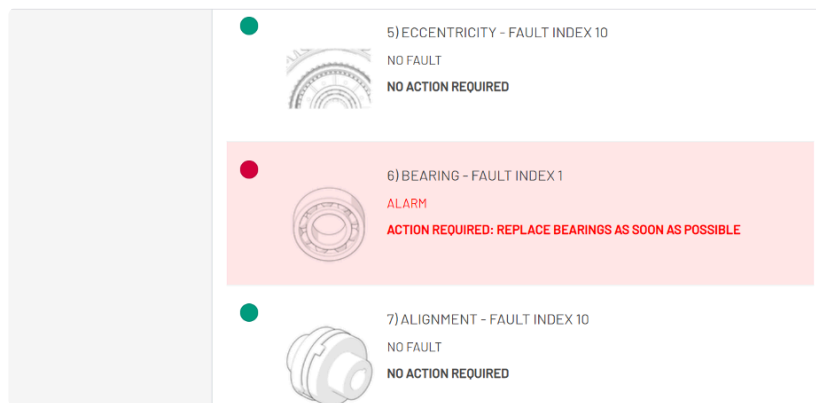 5) ECCENTRICITY - FAULT INDEX 10
NO FAULT
NO ACTION REQUIRED
6) BEARING - FAULT INDEX 1
ALARM
ACTION REQUIRED: REPLACE BEARINGS AS SOON AS POSSIBLE
7) ALIGNMENT - FAULT INDEX 10
NO FAULT
NO ACTION REQUIRED